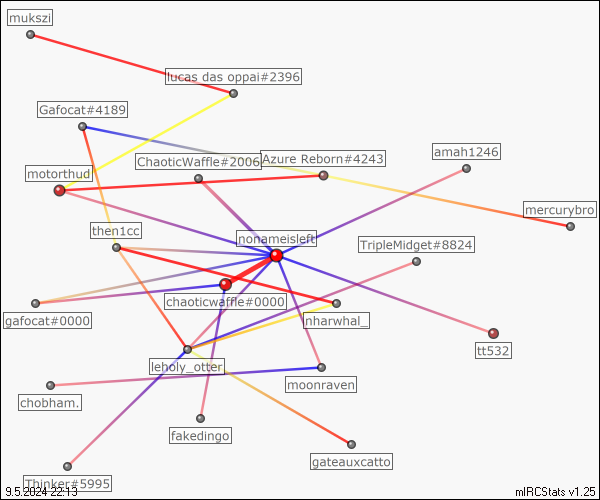 mukszi
lucas das oppai#2396
Gafocat#4189
amah1246
ChaoticWaffle#2006
Azure Reborn#4243
motorthud
mercurybro
then1cc
nonameisleft
TripleMidget#8824
chaoticwaffle#0000
gafocat#0000
nharwhal_
tt532
leholy_otter
moonraven
chobham.
fakedingo
gateauxcatto
Thinker#5995
9.5.2024 22:13
mIRCStats v1.25